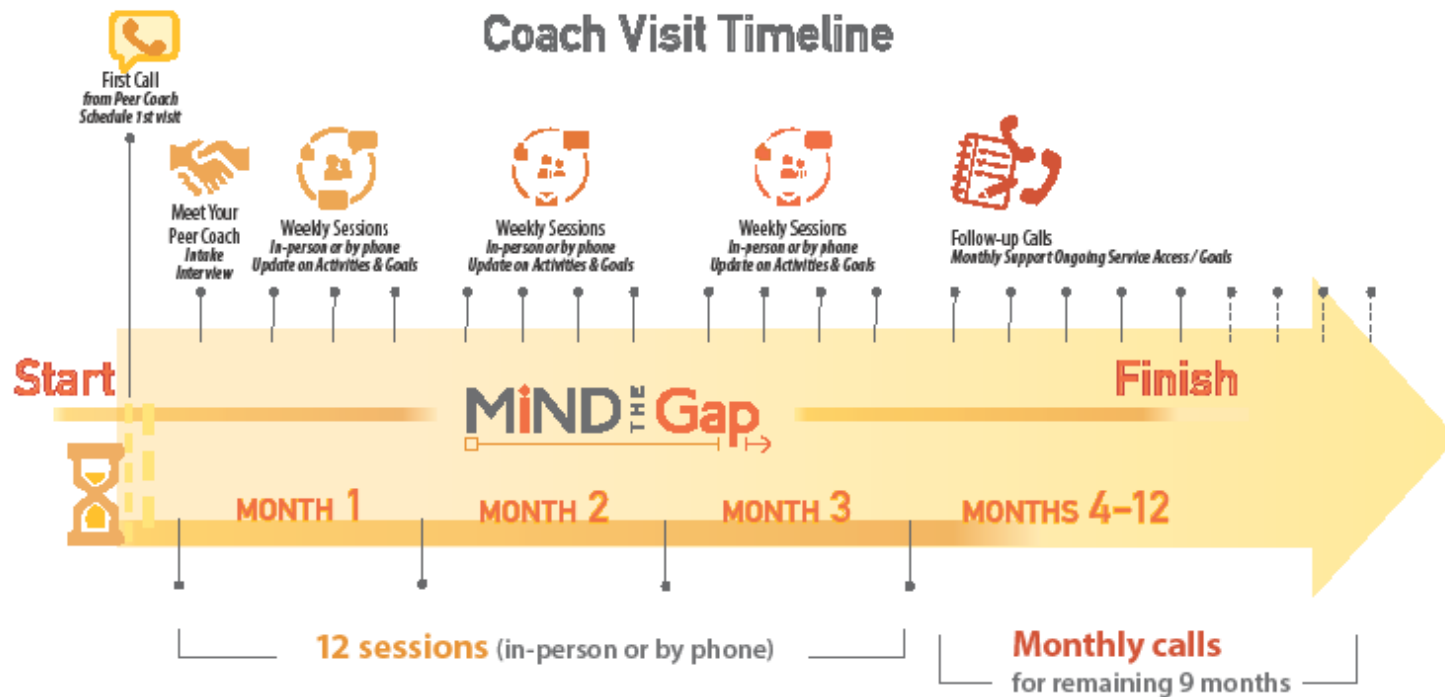 Coach Visit Timeline
First Call
from Peer Coach
Schedule 1st visit
Meet Your
Peer Coach
Intake
Interview
Weekly Sessions
In-person or by phone
Update on Activities & Goals
Weekly Sessions
In-person or by phone
Update on Activities & Goals
Weekly Sessions
In-person or by phone
Update on Activities & Goals
Follow-up Calls
Monthly Support Ongoing Service Access / Goals
Start
MiND THE Gap
Finish
MONTH 1
MONTH 2
MONTH 3
MONTHS 4–12
12 sessions (in-person or by phone)
Monthly calls
for remaining 9 months